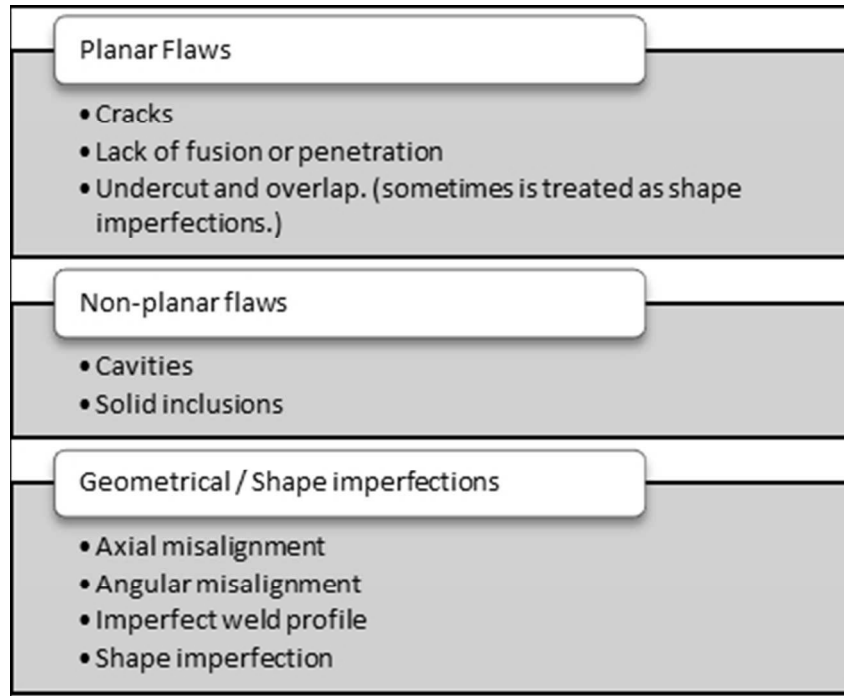 Planar Flaws
• Cracks
• Lack of fusion or penetration
• Undercut and overlap. (sometimes is treated as shape
imperfections.)
Non-planar flaws
• Cavities
• Solid inclusions
Geometrical / Shape imperfections
• Axial misalignment
• Angular misalignment
• Imperfect weld profile
• Shape imperfection